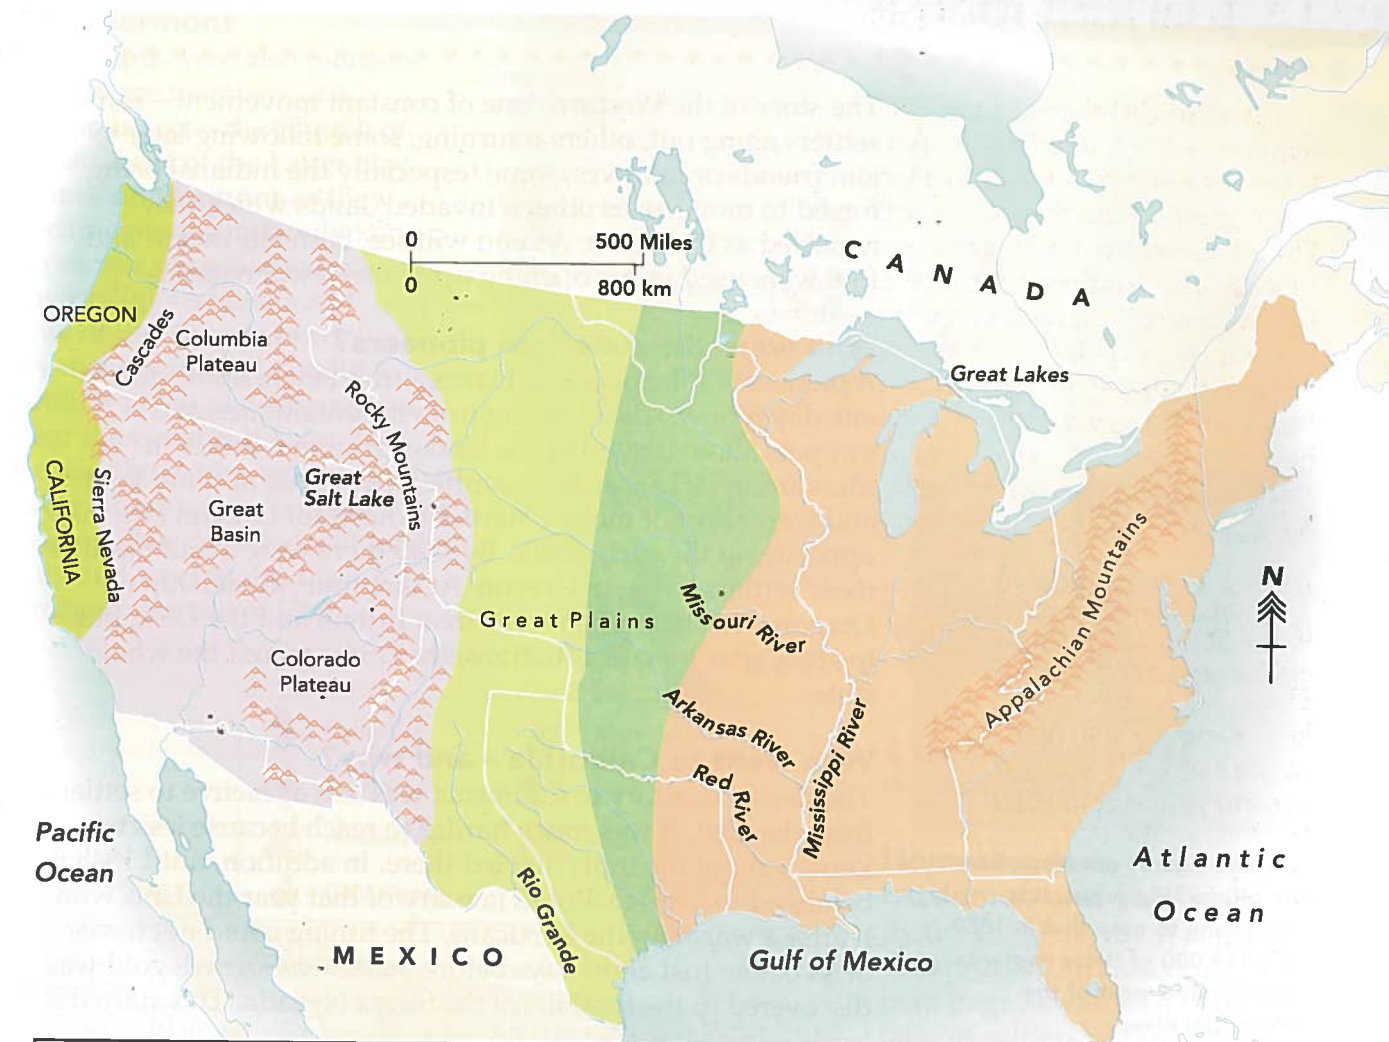 0 500 Miles
0 800 km
CANADA
OREGON
Cascades
Columbia
Plateau
Great Lakes
Rocky Mountains
CALIFORNIA
Sierra Nevada
Great
Salt Lake
Great
Basin
Great Plains
Missouri River
Appalachian Mountains
N
Colorado
Plateau
Arkansas River
Red River
Mississippi River
Pacific
Ocean
Atlantic
Ocean
Rio Grande
MEXICO
Gulf of Mexico